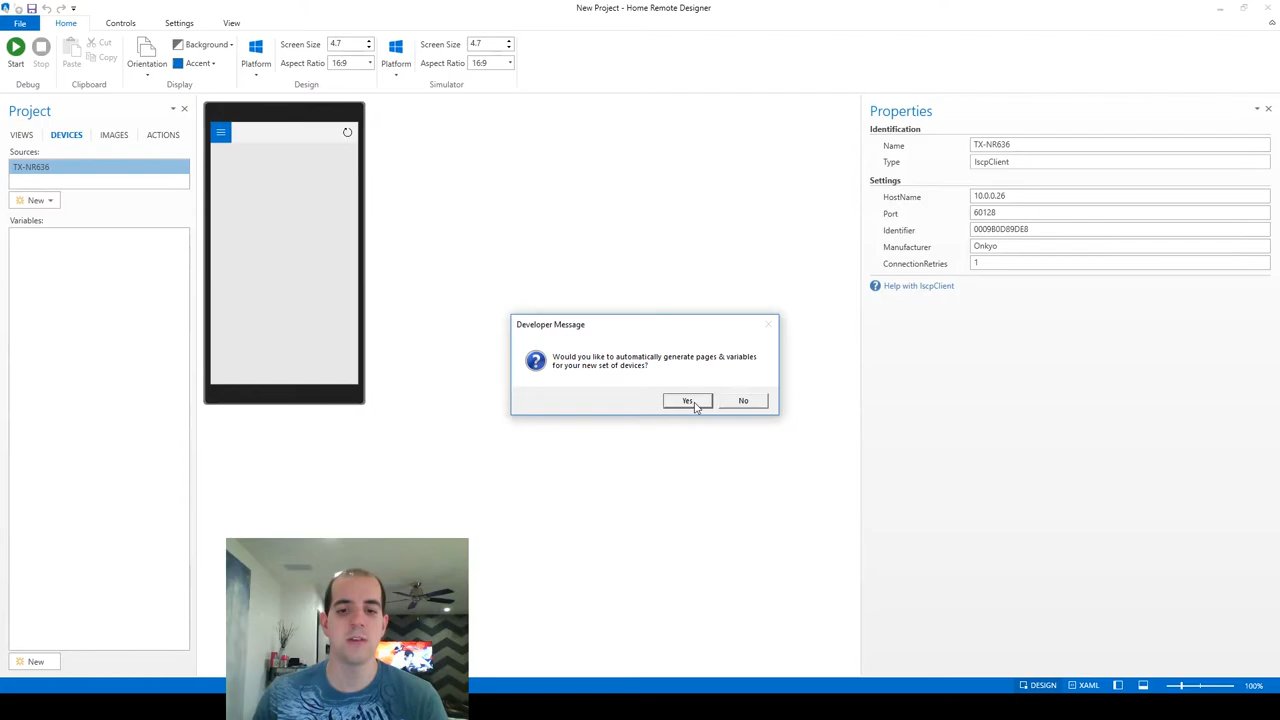 New Project - Home Remote Designer
File Home Controls Settings View
Start Stop Paste Cut Copy Orientation Background Accent Platform Screen Size 4.7 Aspect Ratio 16:9 Platform Screen Size 4.7 Aspect Ratio 16:9
Debug Clipboard Display Design Simulator
Project
VIEWS DEVICES IMAGES ACTIONS
Sources:
TX-NR636
New
Variables:
New
Developer Message
Would you like to automatically generate pages & variables
for your new set of devices?
Yes No
Properties
Identification
Name TX-NR636
Type IscpClient
Settings
HostName 10.0.0.26
Port 60128
Identifier 0009B0D89DE8
Manufacturer Onkyo
ConnectionRetries 1
Help with IscpClient
DESIGN XAML 100%